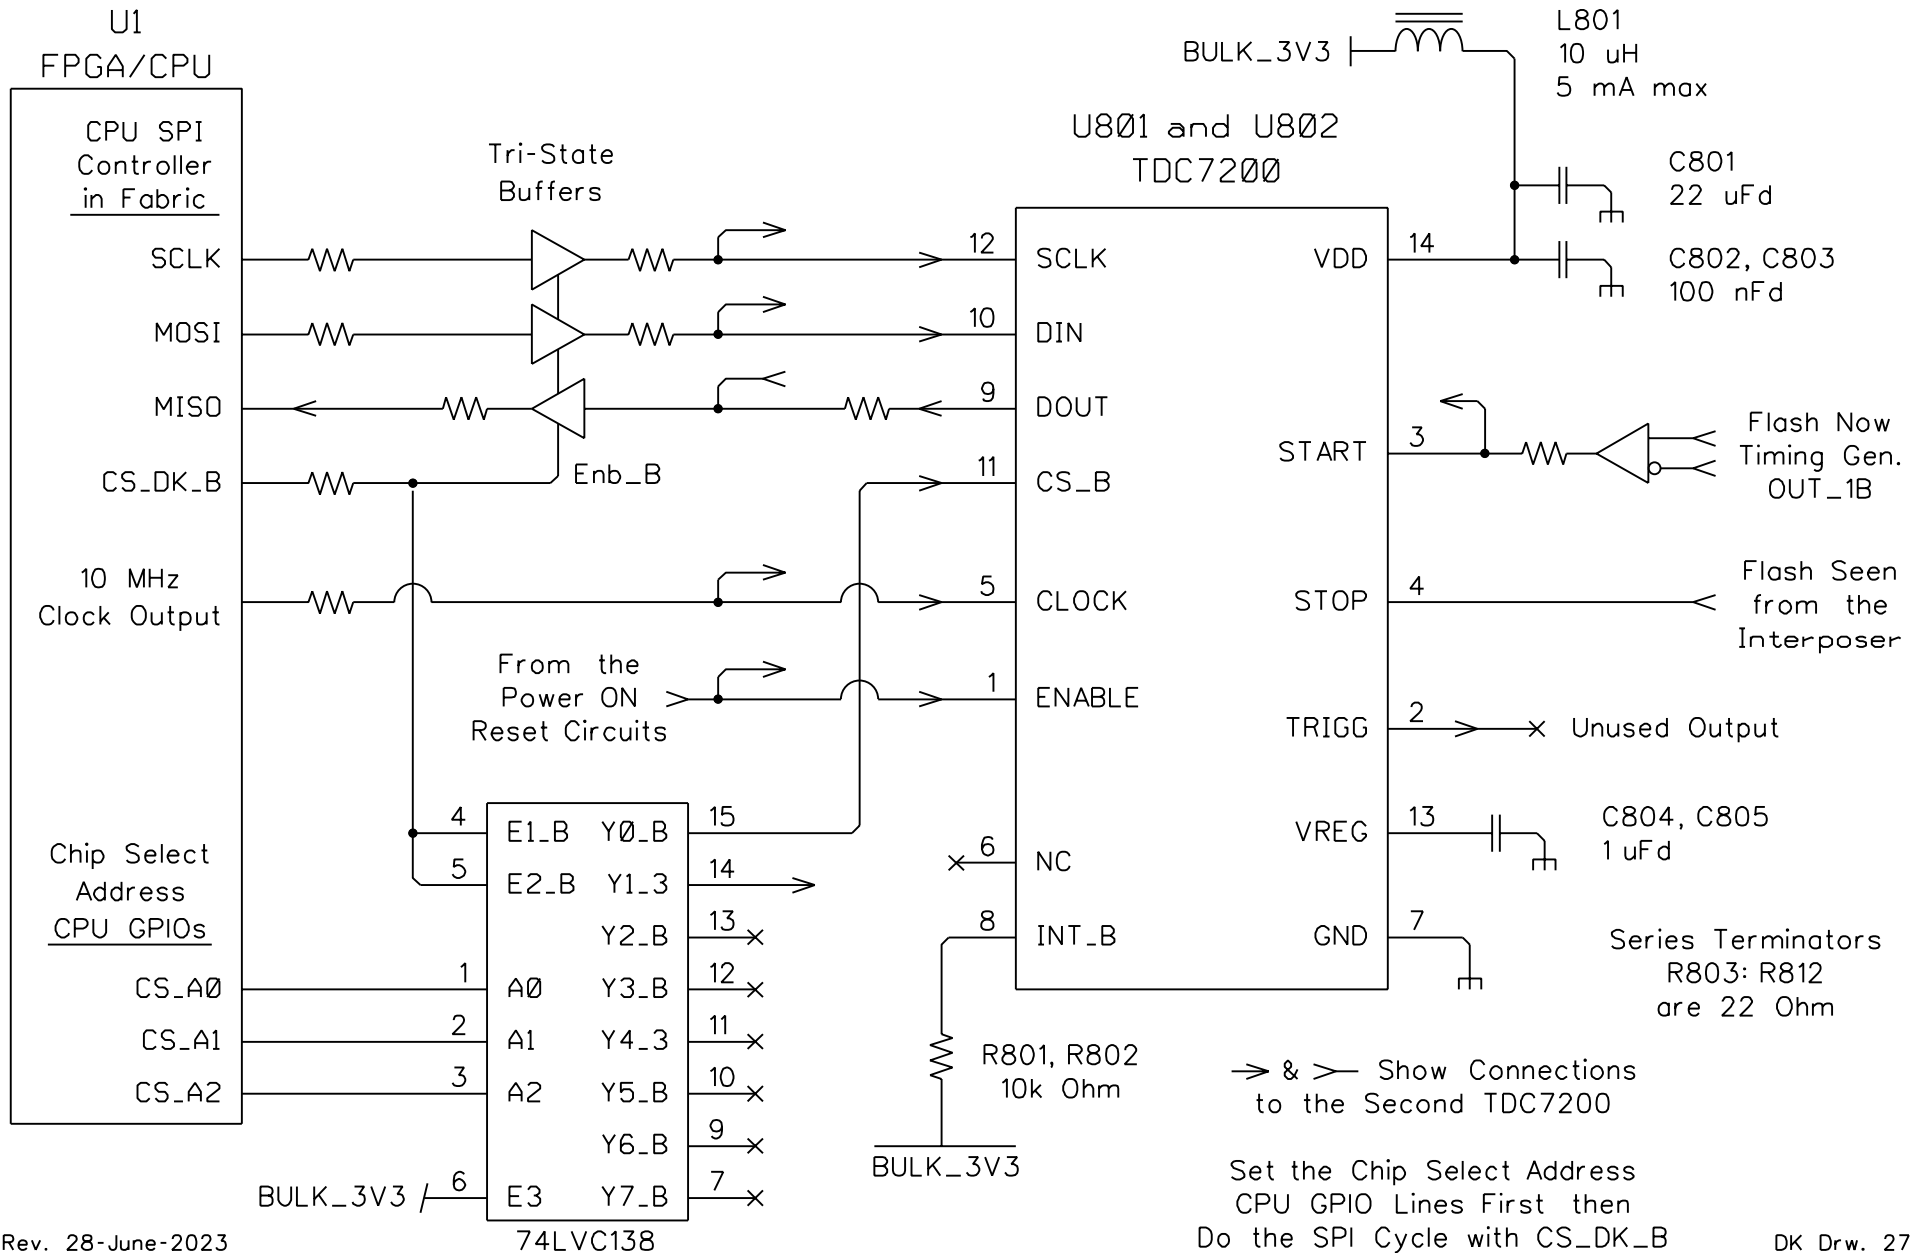 U1
FPGA/CPU
CPU SPI
Controller
in Fabric
SCLK
MOSI
MISO
CS_DK_B
10 MHz
Clock Output
Chip Select
Address
CPU GPIOs
CS_A0
CS_A1
CS_A2
Tri-State
Buffers
Enb_B
From the
Power ON
Reset Circuits
4
5
1
2
3
6
BULK_3V3
E1_B
E2_B
A0
A1
A2
E3
Y0_B
Y1_3
Y2_B
Y3_B
Y4_3
Y5_B
Y6_B
Y7_B
15
14
13
12
11
10
9
7
74LVC138
U801 and U802
TDC7200
12
10
9
11
5
1
6
8
SCLK
DIN
DOUT
CS_B
CLOCK
ENABLE
NC
INT_B
VDD
START
STOP
TRIGG
VREG
GND
14
3
4
2
13
7
BULK_3V3
L801
10 uH
5 mA max
C801
22 uFd
C802, C803
100 nFd
Flash Now
Timing Gen.
OUT_1B
Flash Seen
from the
Interposer
Unused Output
C804, C805
1 uFd
Series Terminators
R803: R812
are 22 Ohm
R801, R802
10k Ohm
BULK_3V3
& Show Connections
to the Second TDC7200
Set the Chip Select Address
CPU GPIO Lines First then
Do the SPI Cycle with CS_DK_B
Rev. 28-June-2023
DK Drw. 27